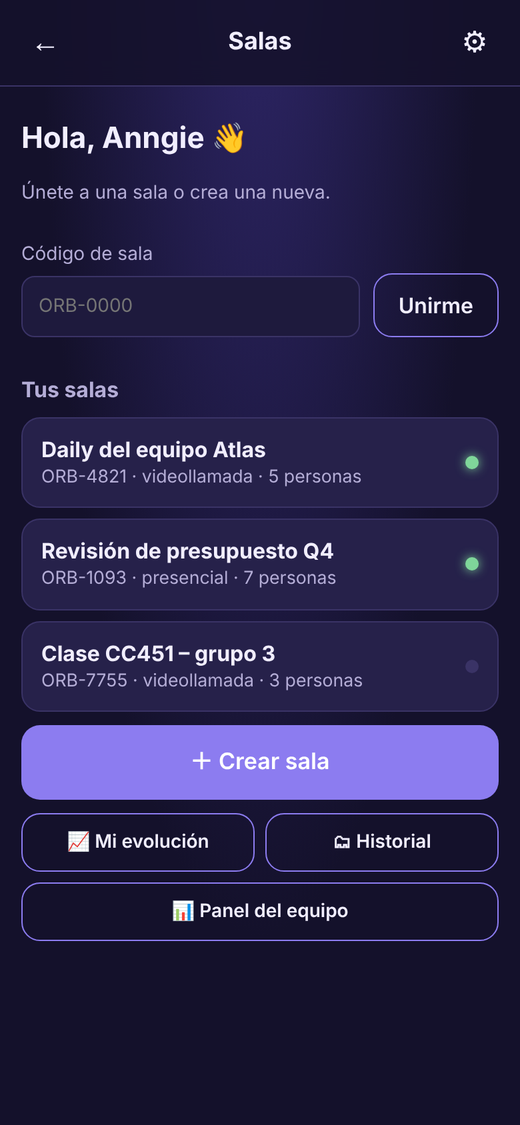 ← Salas ⚙
Hola, Anngie 👋
Únete a una sala o crea una nueva.
Código de sala
ORB-0000 Unirme
Tus salas
Daily del equipo Atlas
ORB-4821 · videollamada · 5 personas
Revisión de presupuesto Q4
ORB-1093 · presencial · 7 personas
Clase CC451 – grupo 3
ORB-7755 · videollamada · 3 personas
+ Crear sala
📈 Mi evolución 🗂 Historial
📊 Panel del equipo